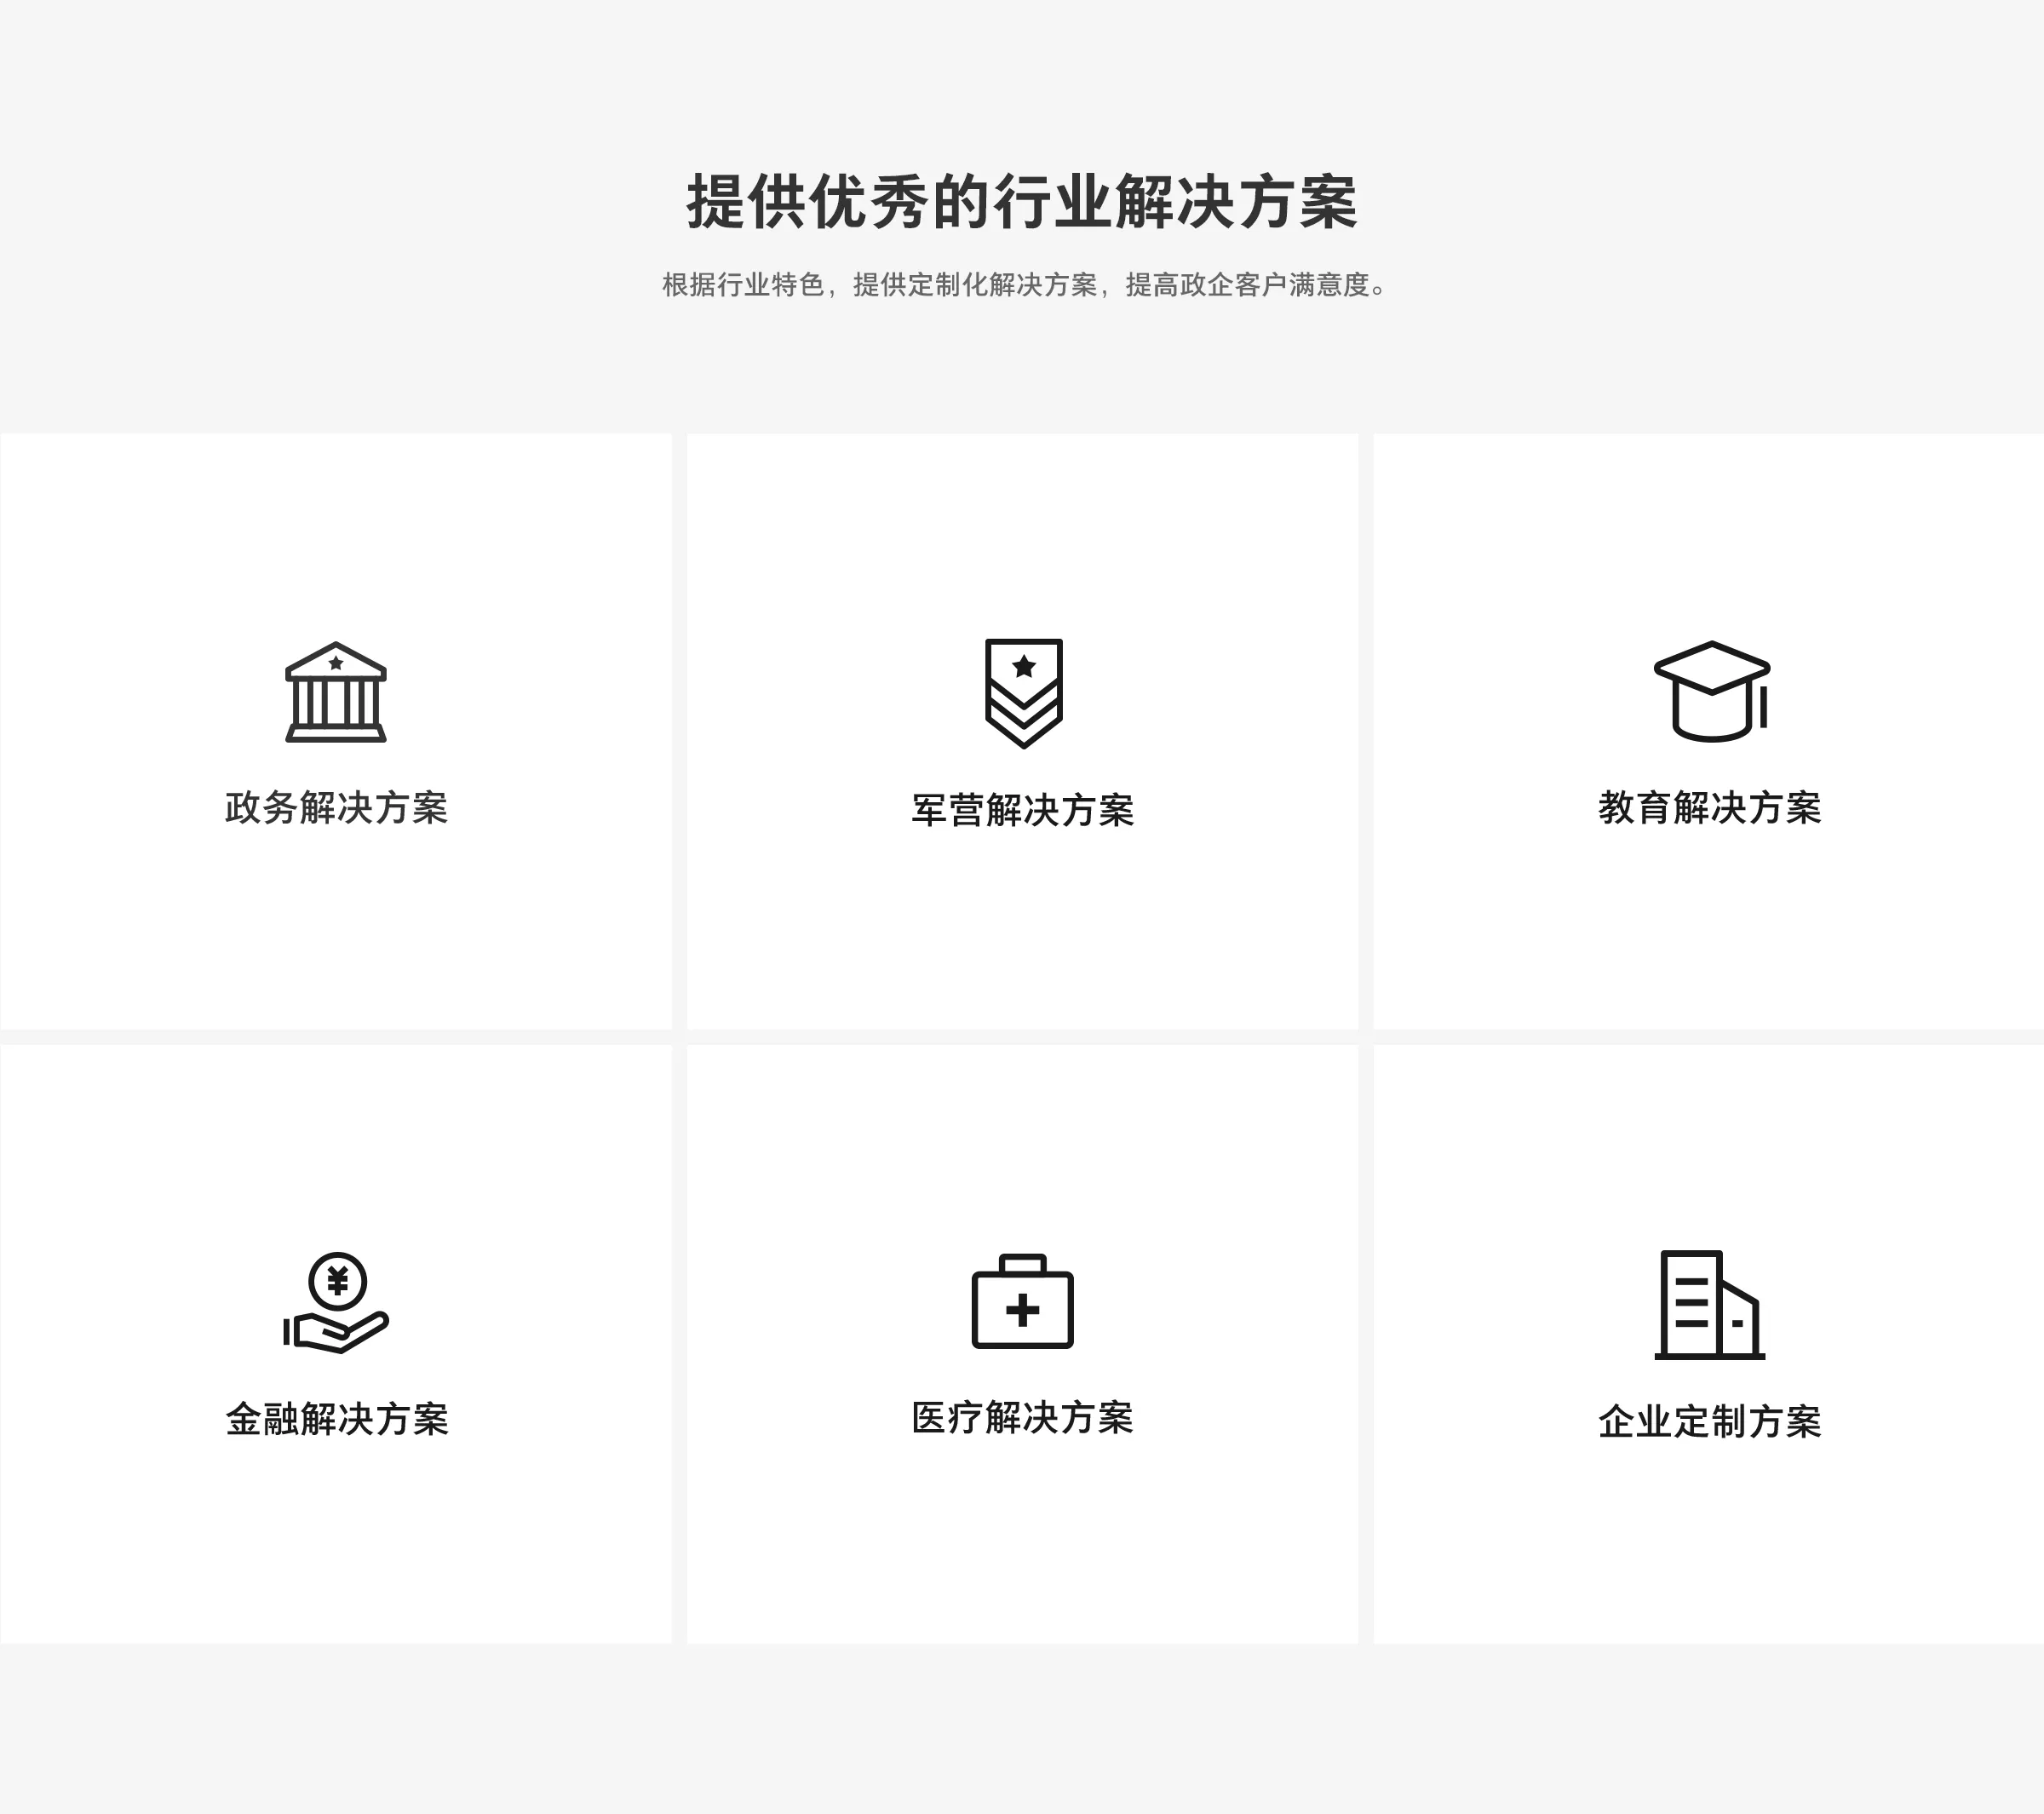 提供优秀的行业解决方案
根据行业特色，提供定制化解决方案，提高政企客户满意度。
政务解决方案
军营解决方案
教育解决方案
金融解决方案
医疗解决方案
企业定制方案